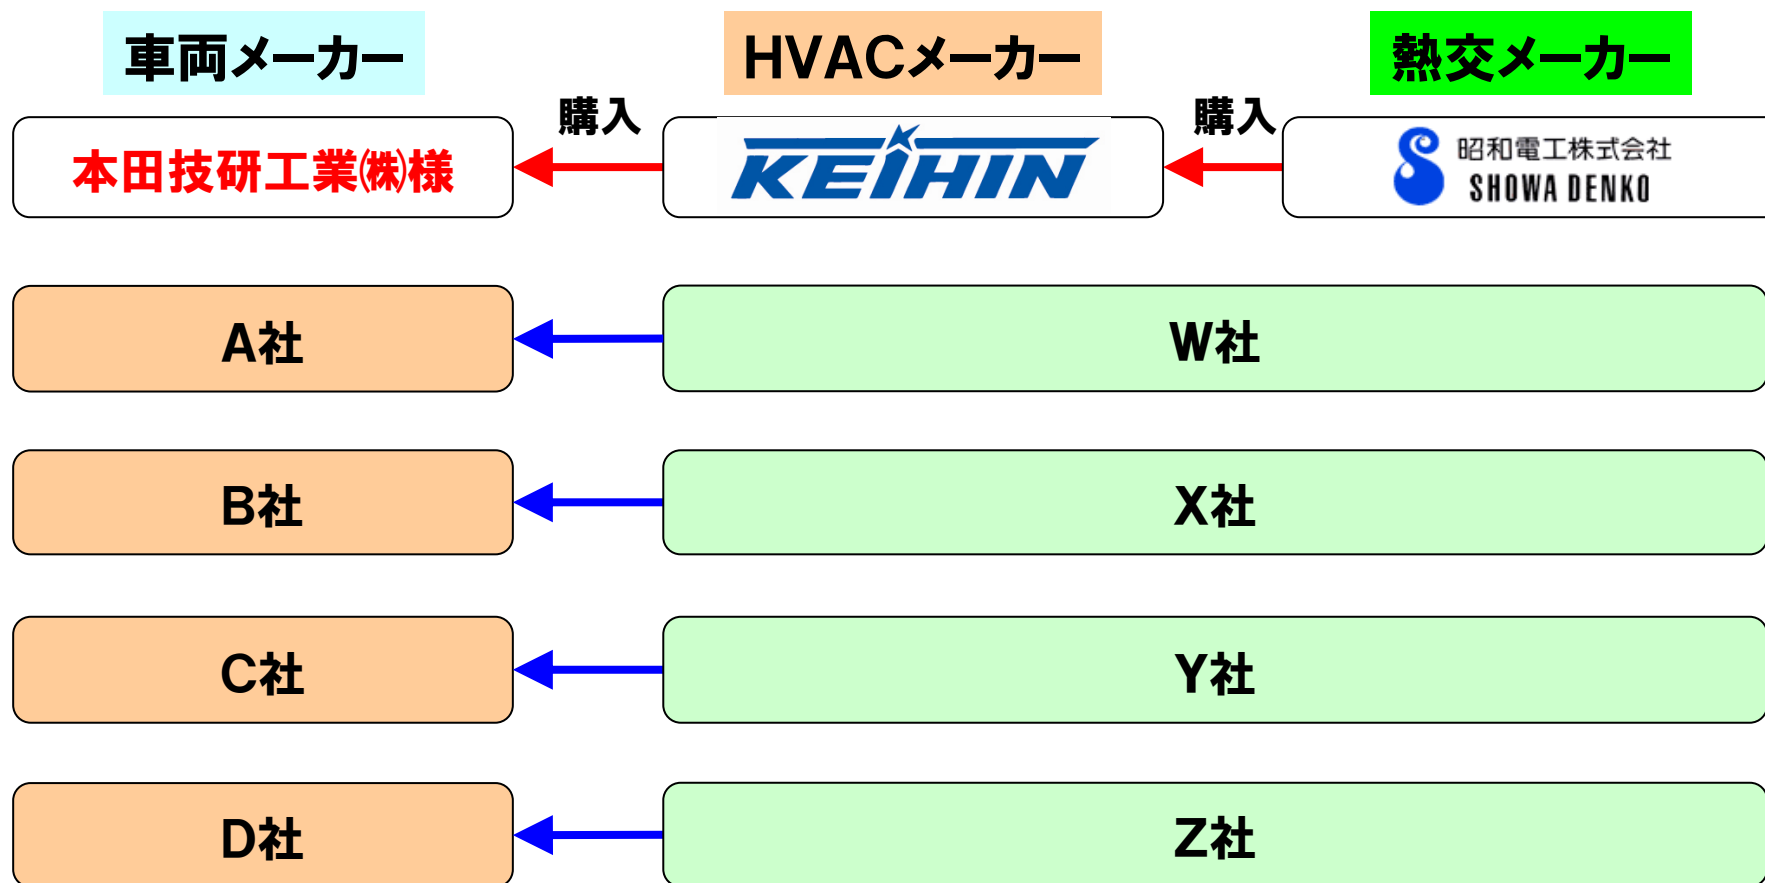 車両メーカー
HVACメーカー
熱交メーカー
購入
購入
本田技研工業㈱様
KEIHIN
昭和電工株式会社
SHOWA DENKO
A社
W社
B社
X社
C社
Y社
D社
Z社